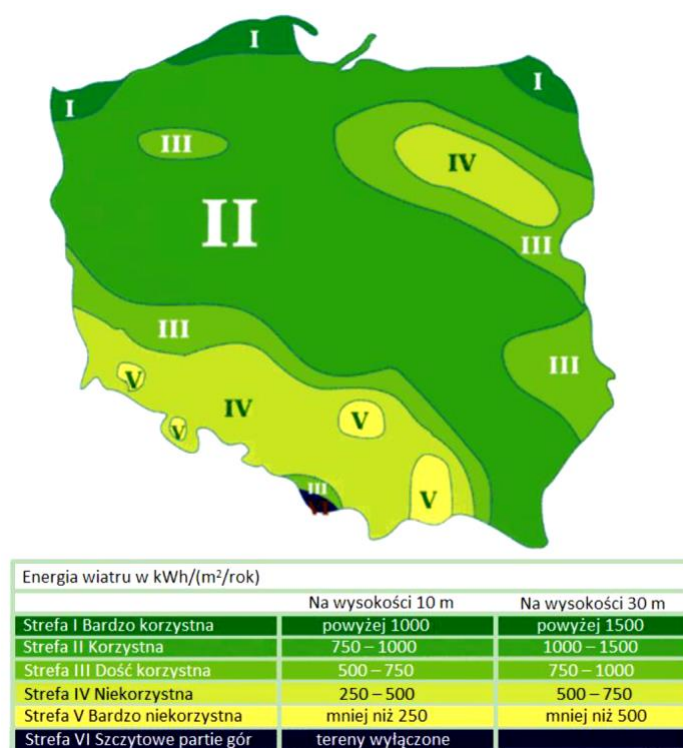 I
I
I
III
IV
II
III
III
III
V
IV
V
V
V
III
VI
Energia wiatru w kWh/(m²/rok)
Na wysokości 10 m Na wysokości 30 m
Strefa I Bardzo korzystna powyżej 1000 powyżej 1500
Strefa II Korzystna 750 – 1000 1000 – 1500
Strefa III Dość korzystna 500 – 750 750 – 1000
Strefa IV Niekorzystna 250 – 500 500 – 750
Strefa V Bardzo niekorzystna mniej niż 250 mniej niż 500
Strefa VI Szczytowe partie gór tereny wyłączone